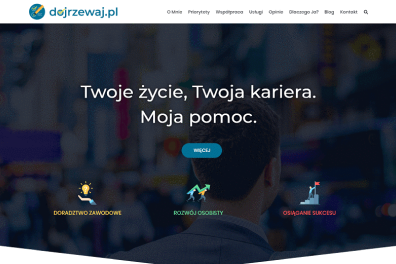 dojrzewaj.pl
O Mnie Priorytety Współpraca Usługi Opinie Dlaczego Ja? Blog Kontakt
Twoje życie, Twoja kariera.
Moja pomoc.
WIĘCEJ
DORADZTWO ZAWODOWE ROZWÓJ OSOBISTY OSIĄGANIE SUKCESU